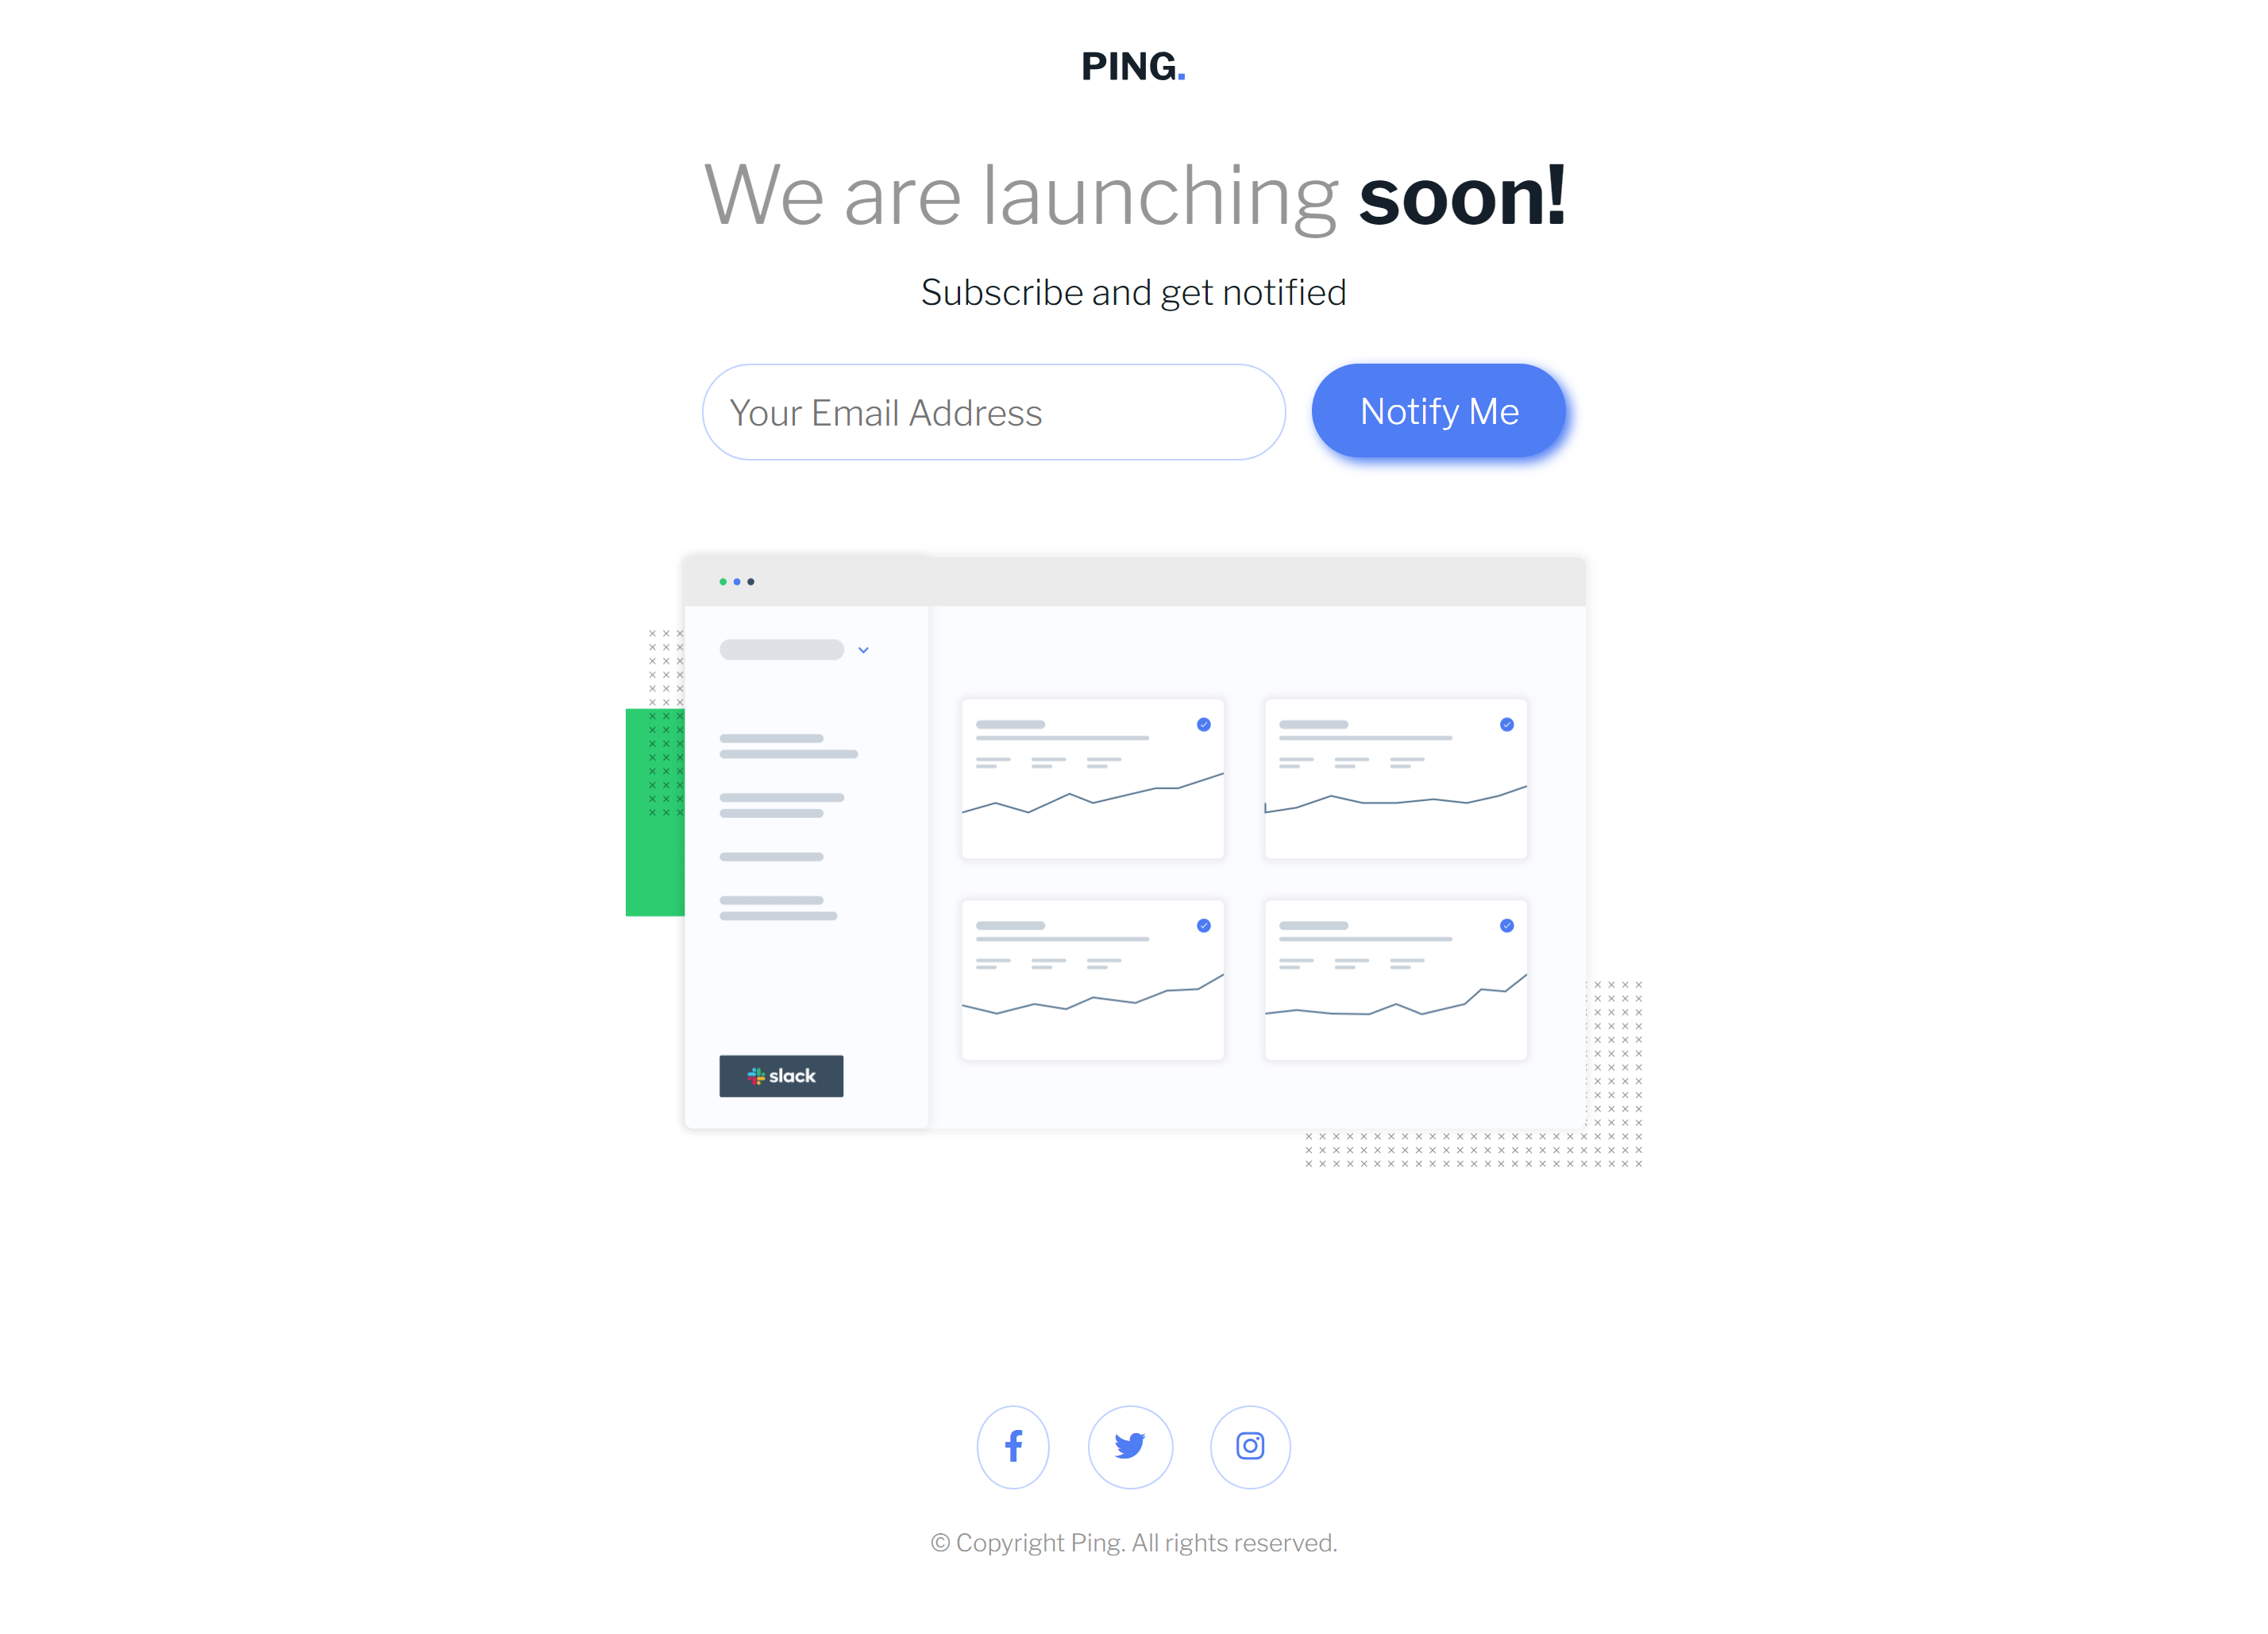 PING.
We are launching soon!
Subscribe and get notified
Your Email Address
Notify Me
slack
© Copyright Ping. All rights reserved.